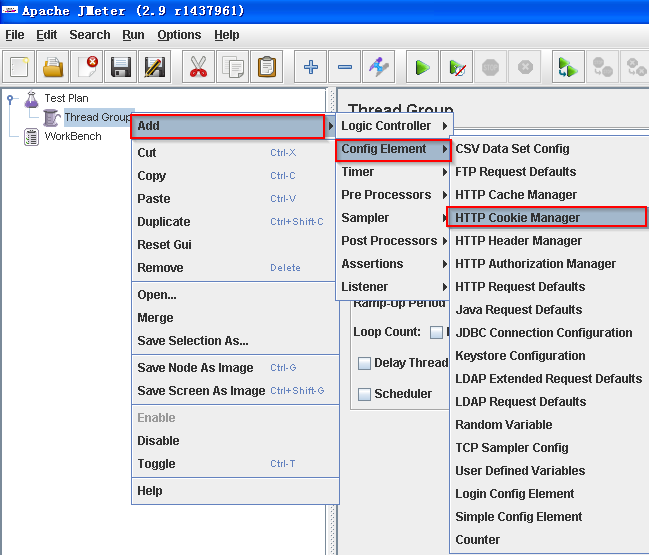 Apache JMeter (2.9 r1437961)
File Edit Search Run Options Help
Test Plan
Thread Group
WorkBench
Thread Group
Ramp-Up Period
Loop Count:
Delay Thread
Scheduler
Add
Cut Ctrl-X
Copy Ctrl-C
Paste Ctrl-V
Duplicate Ctrl+Shift-C
Reset Gui
Remove Delete
Open...
Merge
Save Selection As...
Save Node As Image Ctrl-G
Save Screen As Image Ctrl+Shift-G
Enable
Disable
Toggle Ctrl-T
Help
Logic Controller
Config Element
Timer
Pre Processors
Sampler
Post Processors
Assertions
Listener
CSV Data Set Config
FTP Request Defaults
HTTP Cache Manager
HTTP Cookie Manager
HTTP Header Manager
HTTP Authorization Manager
HTTP Request Defaults
Java Request Defaults
JDBC Connection Configuration
Keystore Configuration
LDAP Extended Request Defaults
LDAP Request Defaults
Random Variable
TCP Sampler Config
User Defined Variables
Login Config Element
Simple Config Element
Counter